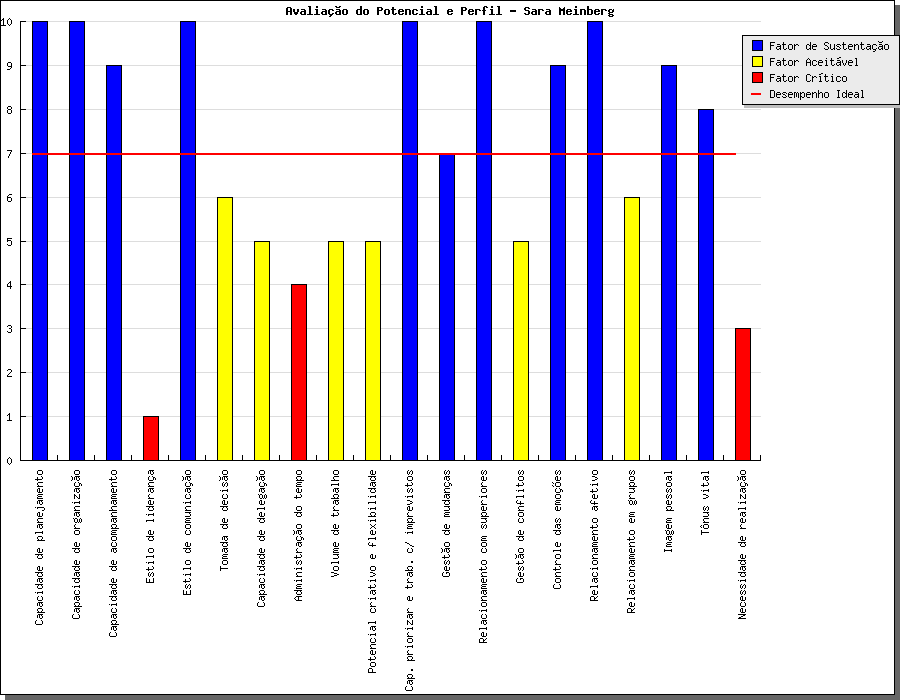 Avaliação do Potencial e Perfil - Sara Meinberg
10
9
8
7
6
5
4
3
2
1
0
Fator de Sustentação
Fator Aceitável
Fator Crítico
Desempenho Ideal
Capacidade de planejamento
Capacidade de organização
Capacidade de acompanhamento
Estilo de liderança
Estilo de comunicação
Tomada de decisão
Capacidade de delegação
Administração do tempo
Volume de trabalho
Potencial criativo e flexibilidade
Cap. priorizar e trab. c/ imprevistos
Gestão de mudanças
Relacionamento com superiores
Gestão de conflitos
Controle das emoções
Relacionamento afetivo
Relacionamento em grupos
Imagem pessoal
Tônus vital
Necessidade de realização